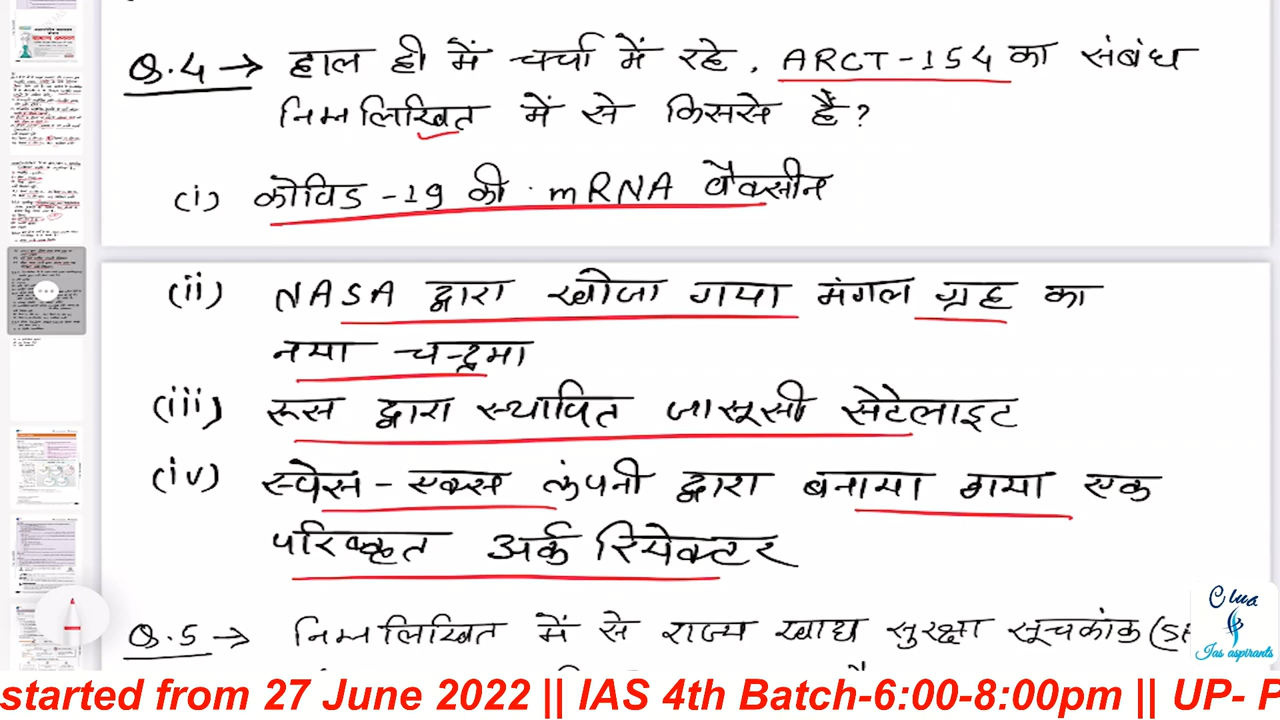 Q.4 → हाल ही में चर्चा में रहे, ARCT-154 का संबंध
निम्नलिखित में से किससे है?
(i) कोविड-19 की mRNA वैक्सीन
(ii) NASA द्वारा खोजा गया मंगल ग्रह का
नया चन्द्रमा
(iii) रूस द्वारा स्थापित जासूसी सेटेलाइट
(iv) स्पेस-एक्स कंपनी द्वारा बनाया गया एक
परिष्कृत अर्क रियेक्टर
Q.5 → निम्नलिखित में से राज्य खाद्य सुरक्षा सूचकांक
Clua
Ias aspirants
started from 27 June 2022 || IAS 4th Batch-6:00-8:00pm || UP- P